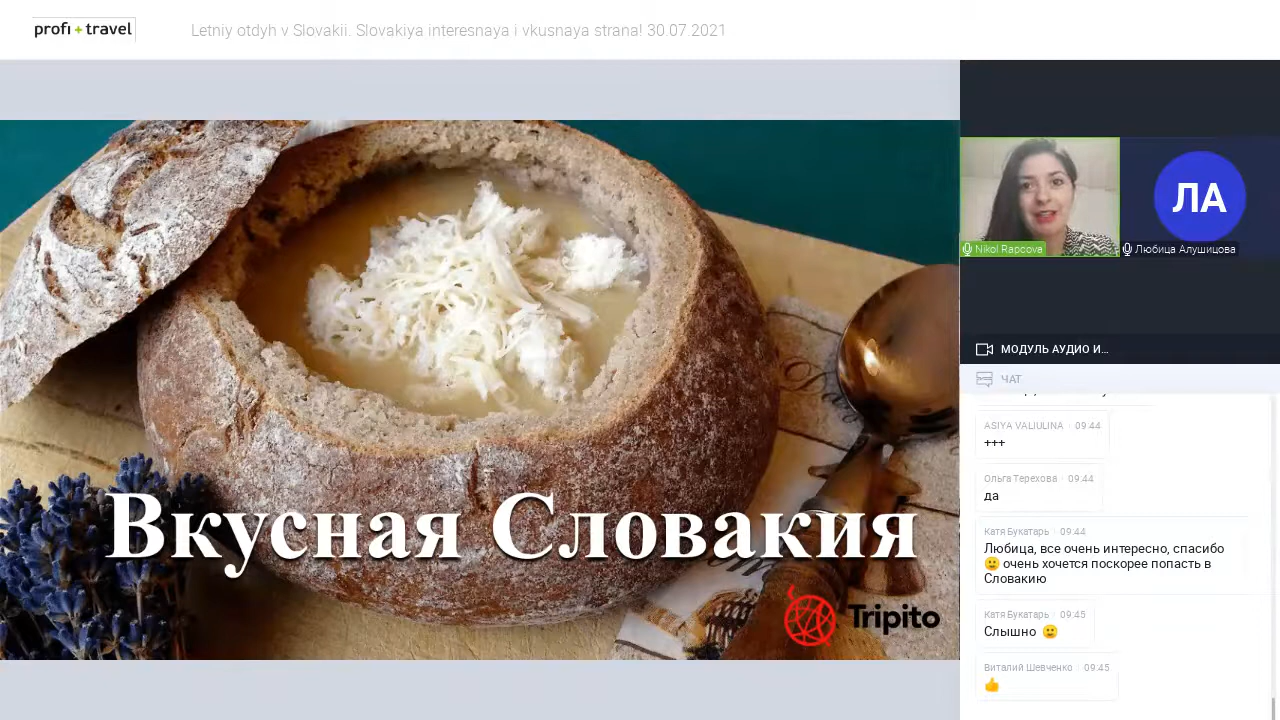 profi+travel
Letniy otdyh v Slovakii. Slovakiya interesnaya i vkusnaya strana! 30.07.2021
Вкусная Словакия
Tripito
ЛА
Nikol Rapcova
Любица Алушицова
МОДУЛЬ АУДИО И...
ЧАТ
ASIYA VALIULINA 09:44
+++
Ольга Терехова 09:44
да
Катя Букатарь 09:44
Любица, все очень интересно, спасибо
🙂 очень хочется поскорее попасть в
Словакию
Катя Букатарь 09:45
Слышно 🙂
Виталий Шевченко 09:45
👍